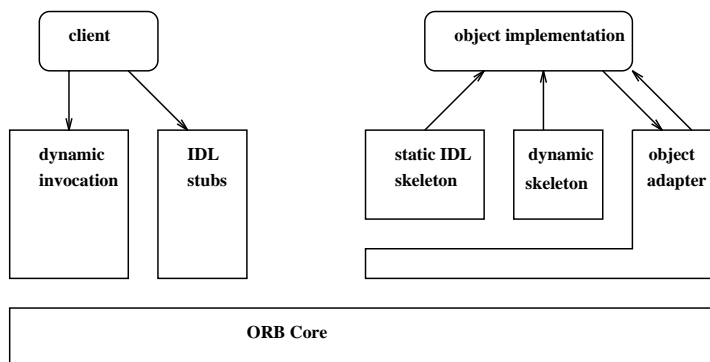 client
object implementation
dynamic
invocation
IDL
stubs
static IDL
skeleton
dynamic
skeleton
object
adapter
ORB Core